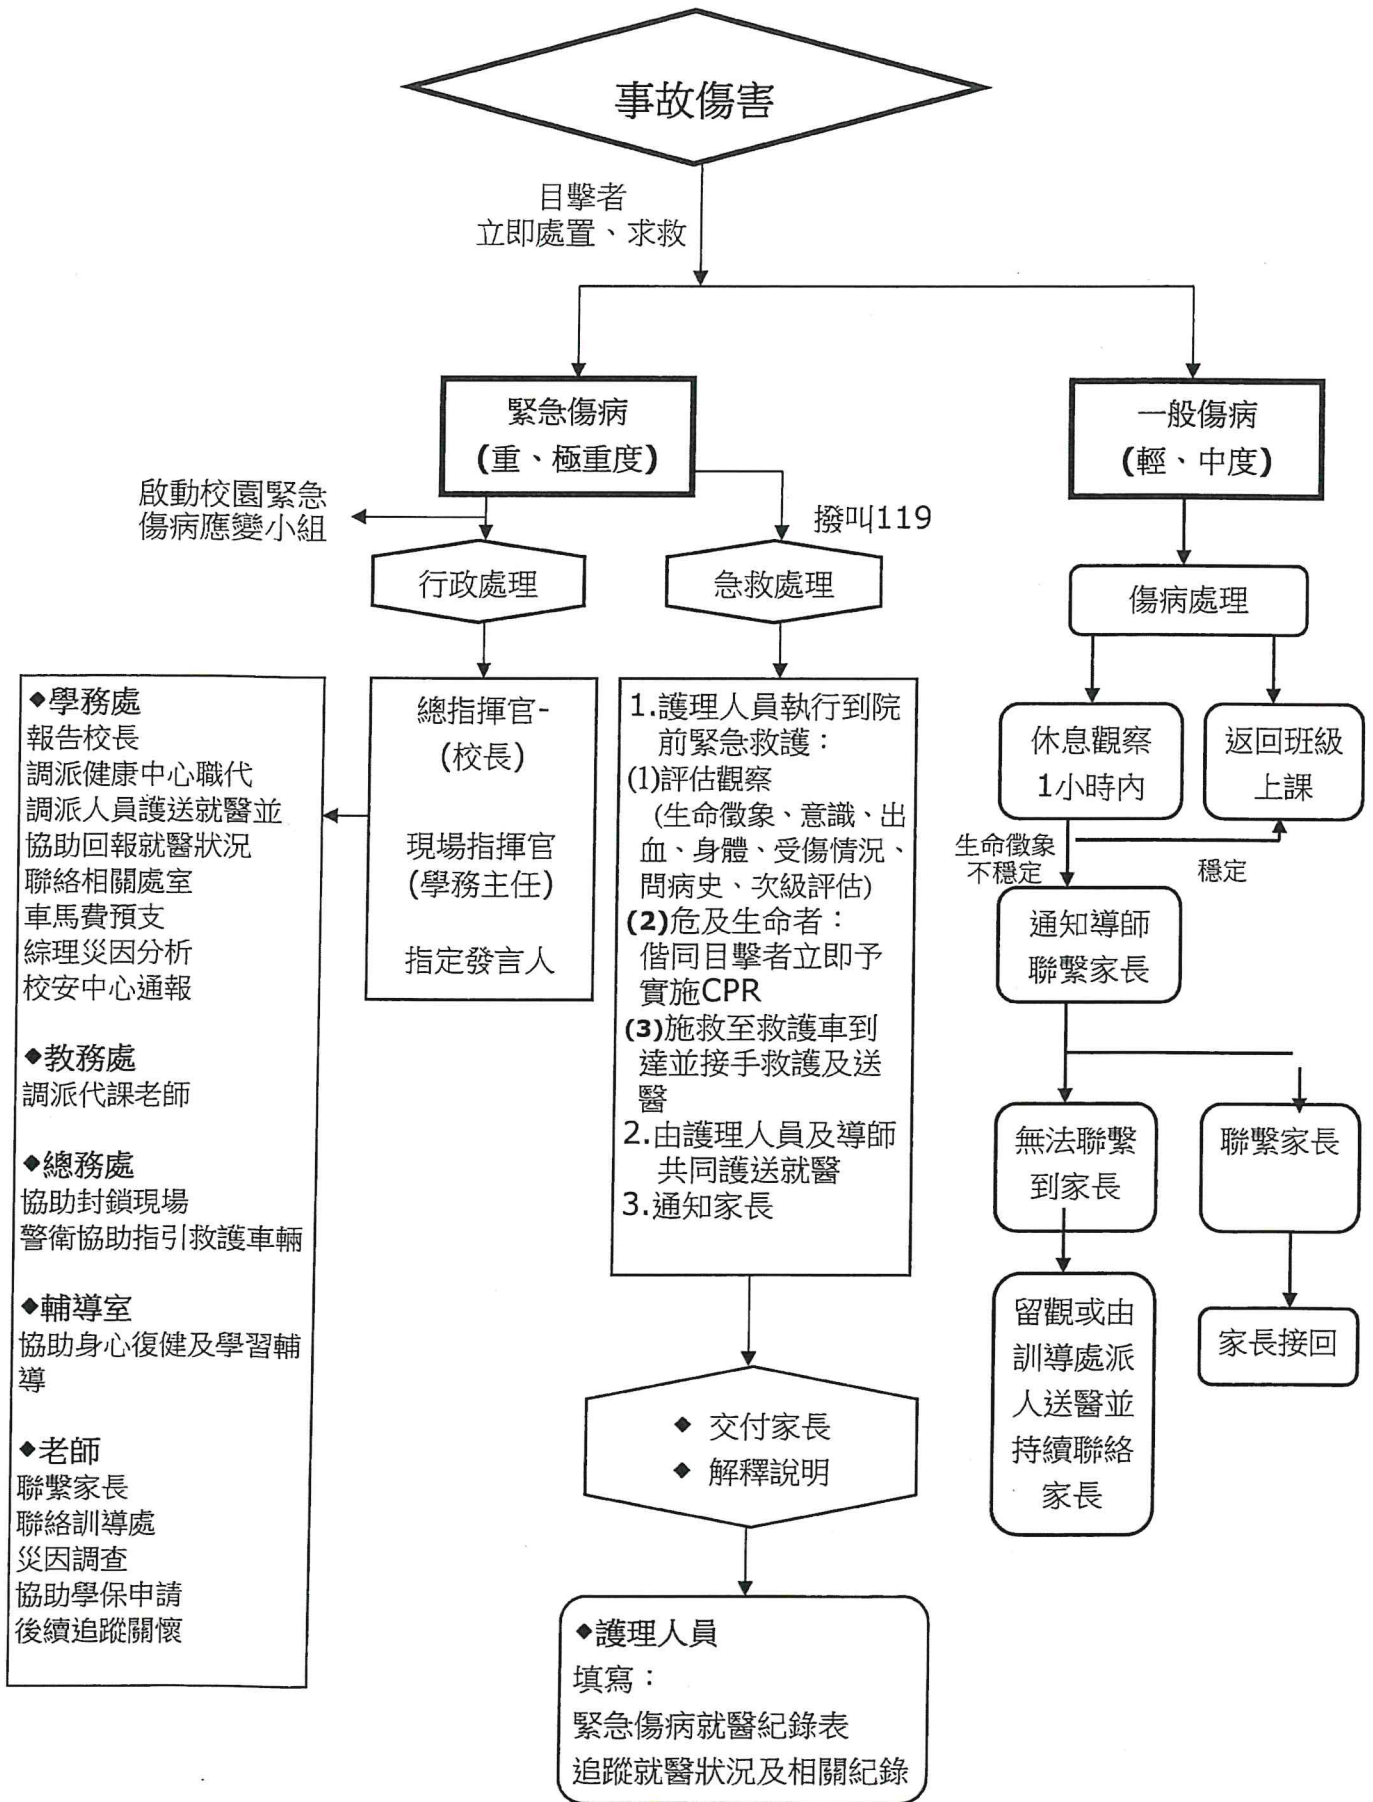 事故傷害
目擊者
立即處置、求救
緊急傷病
(重、極重度)
一般傷病
(輕、中度)
啟動校園緊急
傷病應變小組
撥叫119
行政處理
急救處理
傷病處理
◆學務處
報告校長
調派健康中心職代
調派人員護送就醫並
協助回報就醫狀況
聯絡相關處室
車馬費預支
綜理災因分析
校安中心通報
◆教務處
調派代課老師
◆總務處
協助封鎖現場
警衛協助指引救護車輛
◆輔導室
協助身心復健及學習輔
導
◆老師
聯繫家長
聯絡訓導處
災因調查
協助學保申請
後續追蹤關懷
總指揮官-
(校長)
現場指揮官
(學務主任)
指定發言人
1.護理人員執行到院
前緊急救護：
(1)評估觀察
(生命徵象、意識、出
血、身體、受傷情況、
問病史、次級評估)
(2)危及生命者：
偕同目擊者立即予
實施CPR
(3)施救至救護車到
達並接手救護及送
醫
2.由護理人員及導師
共同護送就醫
3.通知家長
◆ 交付家長
◆ 解釋說明
◆護理人員
填寫：
緊急傷病就醫紀錄表
追蹤就醫狀況及相關紀錄
休息觀察
1小時內
返回班級
上課
生命徵象
不穩定
穩定
通知導師
聯繫家長
無法聯繫
到家長
聯繫家長
留觀或由
訓導處派
人送醫並
持續聯絡
家長
家長接回